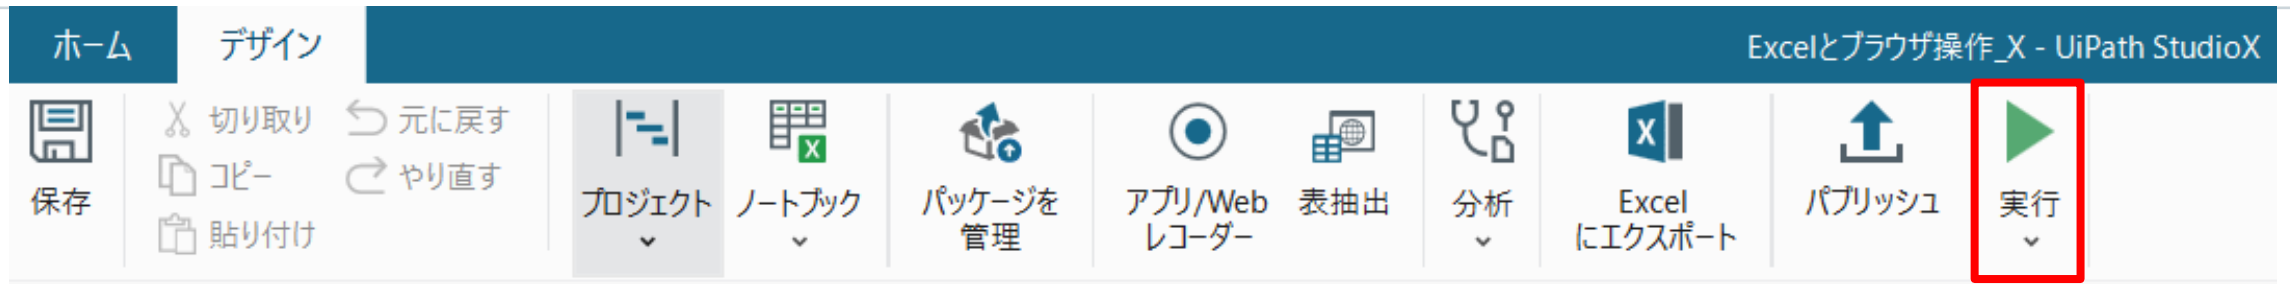 ホーム
デザイン
Excelとブラウザ操作_X - UiPath StudioX
保存
切り取り
コピー
貼り付け
元に戻す
やり直す
プロジェクト
ノートブック
パッケージを
管理
アプリ/Web
レコーダー
表抽出
分析
Excel
にエクスポート
パブリッシュ
実行